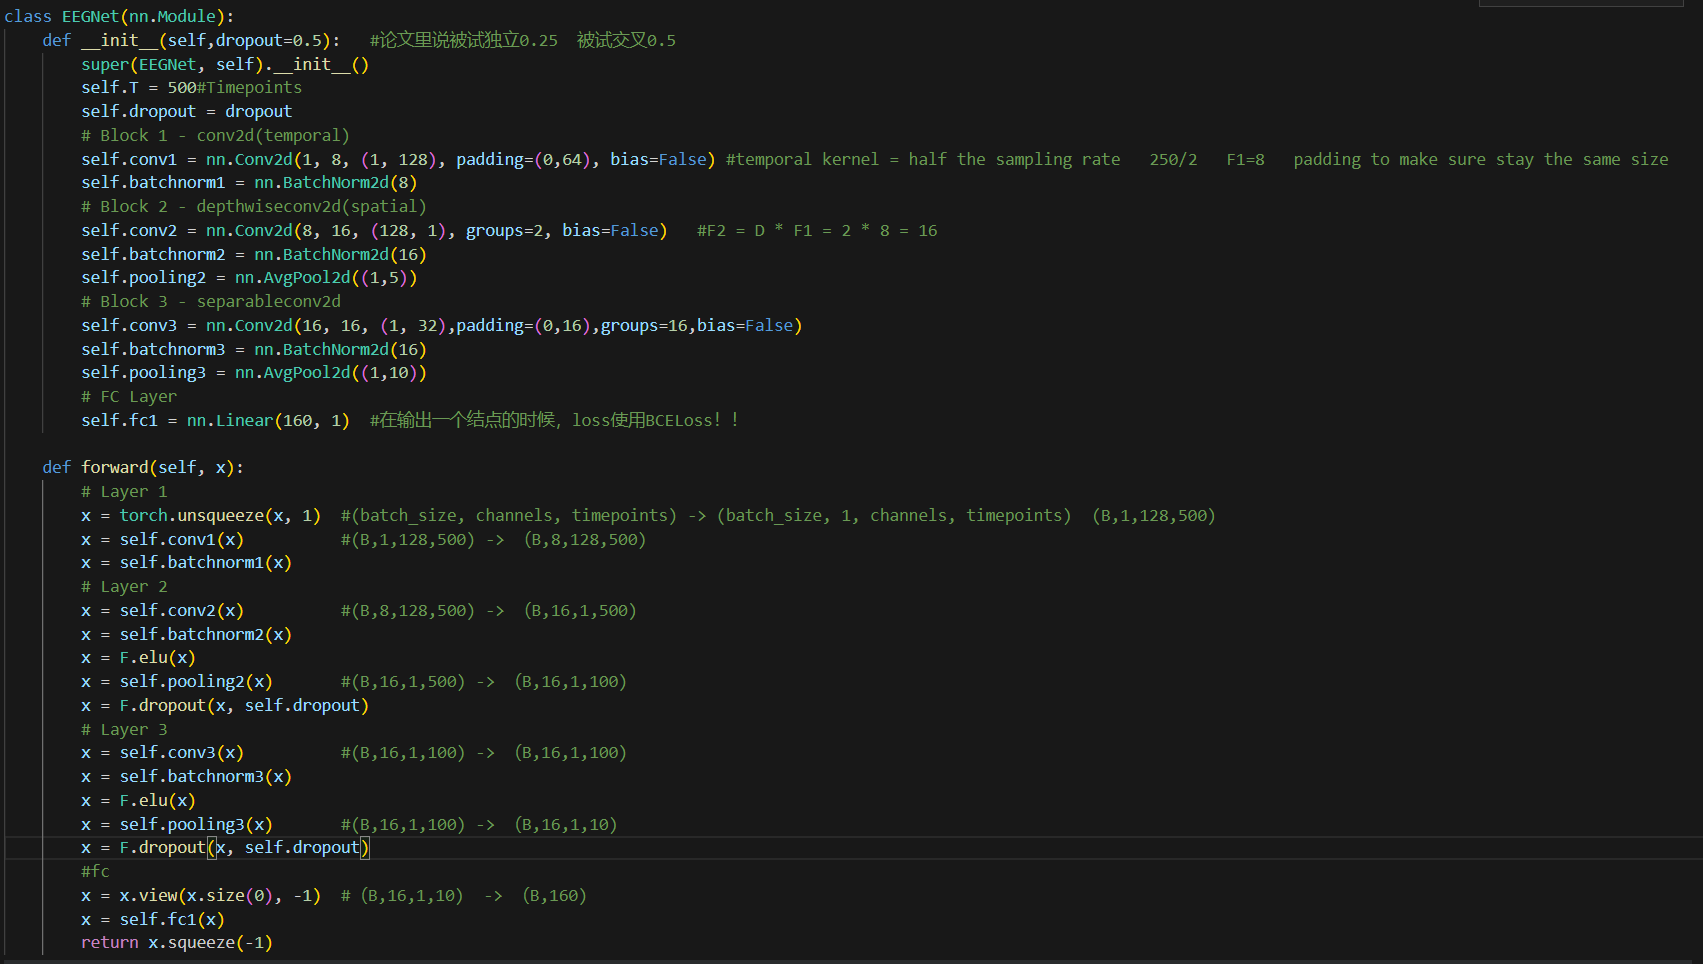 class EEGNet(nn.Module):
    def __init__(self,dropout=0.5):   #论文里说被试独立0.25  被试交叉0.5
        super(EEGNet, self).__init__()
        self.T = 500#Timepoints
        self.dropout = dropout
        # Block 1 - conv2d(temporal)
        self.conv1 = nn.Conv2d(1, 8, (1, 128), padding=(0,64), bias=False) #temporal kernel = half the sampling rate   250/2   F1=8   padding to make sure stay the same size
        self.batchnorm1 = nn.BatchNorm2d(8)
        # Block 2 - depthwiseconv2d(spatial)
        self.conv2 = nn.Conv2d(8, 16, (128, 1), groups=2, bias=False)   #F2 = D * F1 = 2 * 8 = 16
        self.batchnorm2 = nn.BatchNorm2d(16)
        self.pooling2 = nn.AvgPool2d((1,5))
        # Block 3 - separableconv2d
        self.conv3 = nn.Conv2d(16, 16, (1, 32),padding=(0,16),groups=16,bias=False)
        self.batchnorm3 = nn.BatchNorm2d(16)
        self.pooling3 = nn.AvgPool2d((1,10))
        # FC Layer
        self.fc1 = nn.Linear(160, 1)  #在输出一个结点的时候，loss使用BCELoss！！
    def forward(self, x):
        # Layer 1
        x = torch.unsqueeze(x, 1)  #(batch_size, channels, timepoints) -> (batch_size, 1, channels, timepoints)  (B,1,128,500)
        x = self.conv1(x)          #(B,1,128,500) ->  (B,8,128,500)
        x = self.batchnorm1(x)
        # Layer 2
        x = self.conv2(x)          #(B,8,128,500) ->  (B,16,1,500)
        x = self.batchnorm2(x)
        x = F.elu(x)
        x = self.pooling2(x)       #(B,16,1,500) ->  (B,16,1,100)
        x = F.dropout(x, self.dropout)
        # Layer 3
        x = self.conv3(x)          #(B,16,1,100) ->  (B,16,1,100)
        x = self.batchnorm3(x)
        x = F.elu(x)
        x = self.pooling3(x)       #(B,16,1,100) ->  (B,16,1,10)
        x = F.dropout(x, self.dropout)
        #fc
        x = x.view(x.size(0), -1)  # (B,16,1,10)  ->  (B,160)
        x = self.fc1(x)
        return x.squeeze(-1)